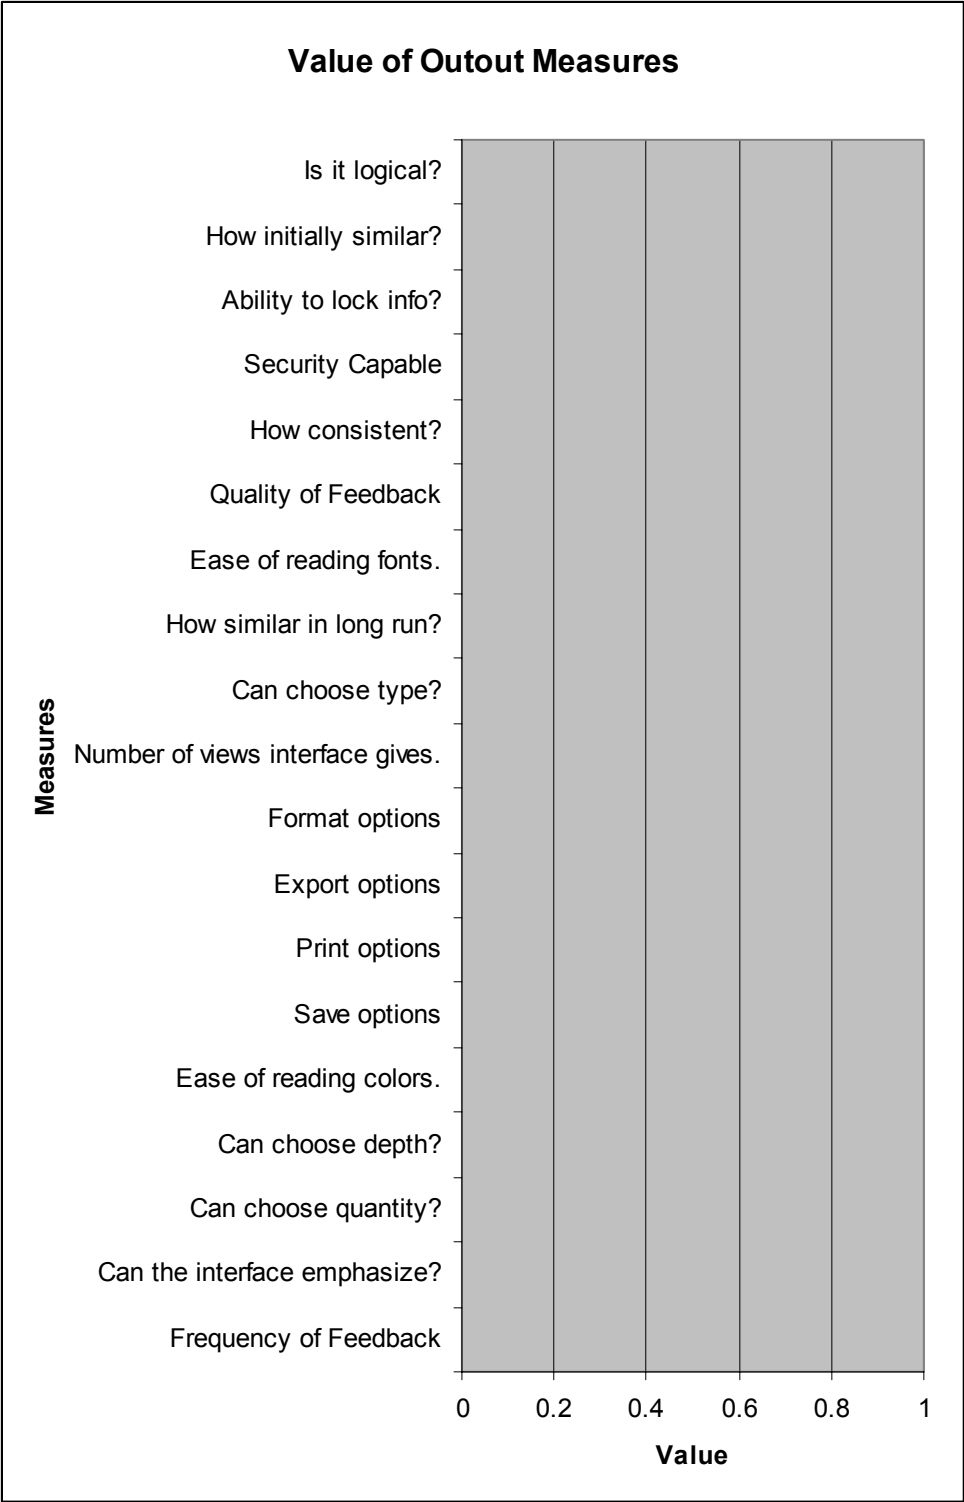 Value of Outout Measures
Is it logical?
How initially similar?
Ability to lock info?
Security Capable
How consistent?
Quality of Feedback
Ease of reading fonts.
How similar in long run?
Can choose type?
Number of views interface gives.
Format options
Export options
Print options
Save options
Ease of reading colors.
Can choose depth?
Can choose quantity?
Can the interface emphasize?
Frequency of Feedback
Measures
0 0.2 0.4 0.6 0.8 1
Value